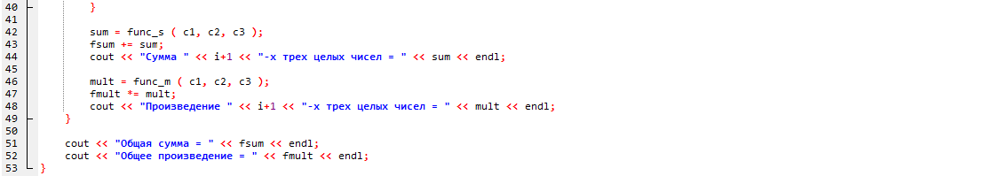 40 }
41
42 sum = func_s ( c1, c2, c3 );
43 fsum += sum;
44 cout << "Сумма " << i+1 << "-х трех целых чисел = " << sum << endl;
45
46 mult = func_m ( c1, c2, c3 );
47 fmult *= mult;
48 cout << "Произведение " << i+1 << "-х трех целых чисел = " << mult << endl;
49 }
50
51 cout << "Общая сумма = " << fsum << endl;
52 cout << "Общее произведение = " << fmult << endl;
53 }